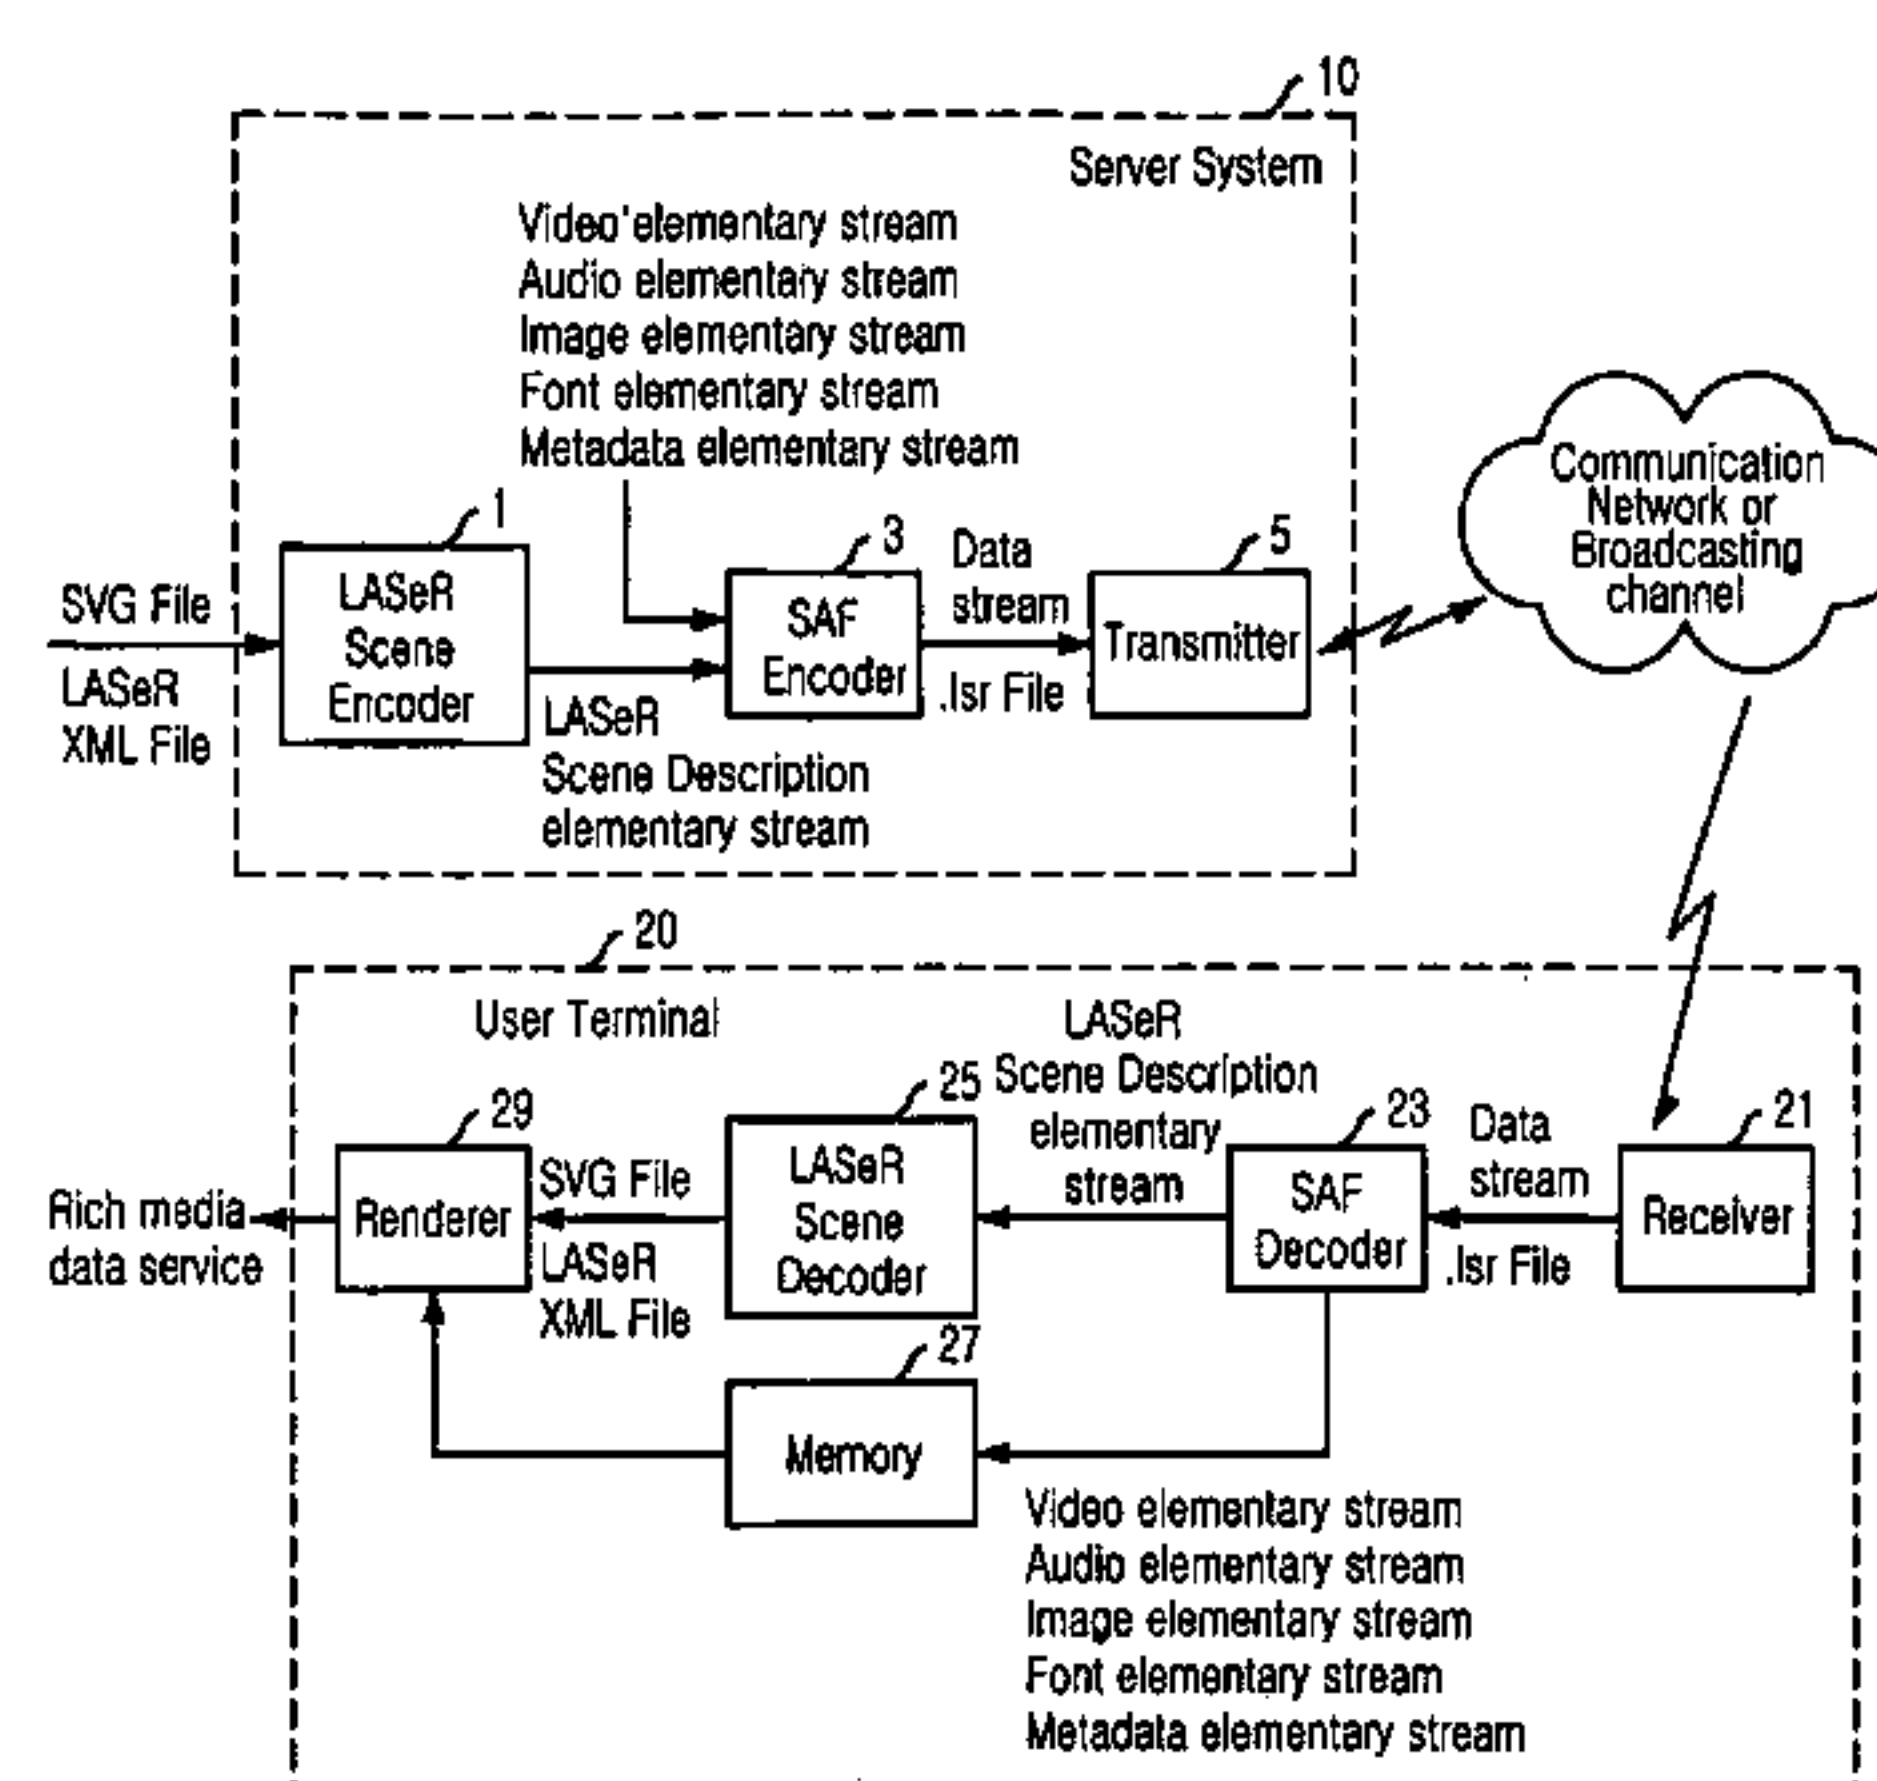 10
Server System
Video elementary stream
Audio elementary stream
Image elementary stream
Font elementary stream
Metadata elementary stream
1
3
5
SVG File
LASeR
XML File
LASeR
Scene
Encoder
LASeR
Scene Description
elementary stream
SAF
Encoder
Data
stream
.lsr File
Transmitter
Communication
Network or
Broadcasting
channel
20
User Terminal
LASeR
Scene Description
elementary
stream
29
25
23
21
Rich media
data service
Renderer
SVG File
LASeR
XML File
LASeR
Scene
Decoder
SAF
Decoder
Data
stream
.lsr File
Receiver
27
Memory
Video elementary stream
Audio elementary stream
Image elementary stream
Font elementary stream
Metadata elementary stream